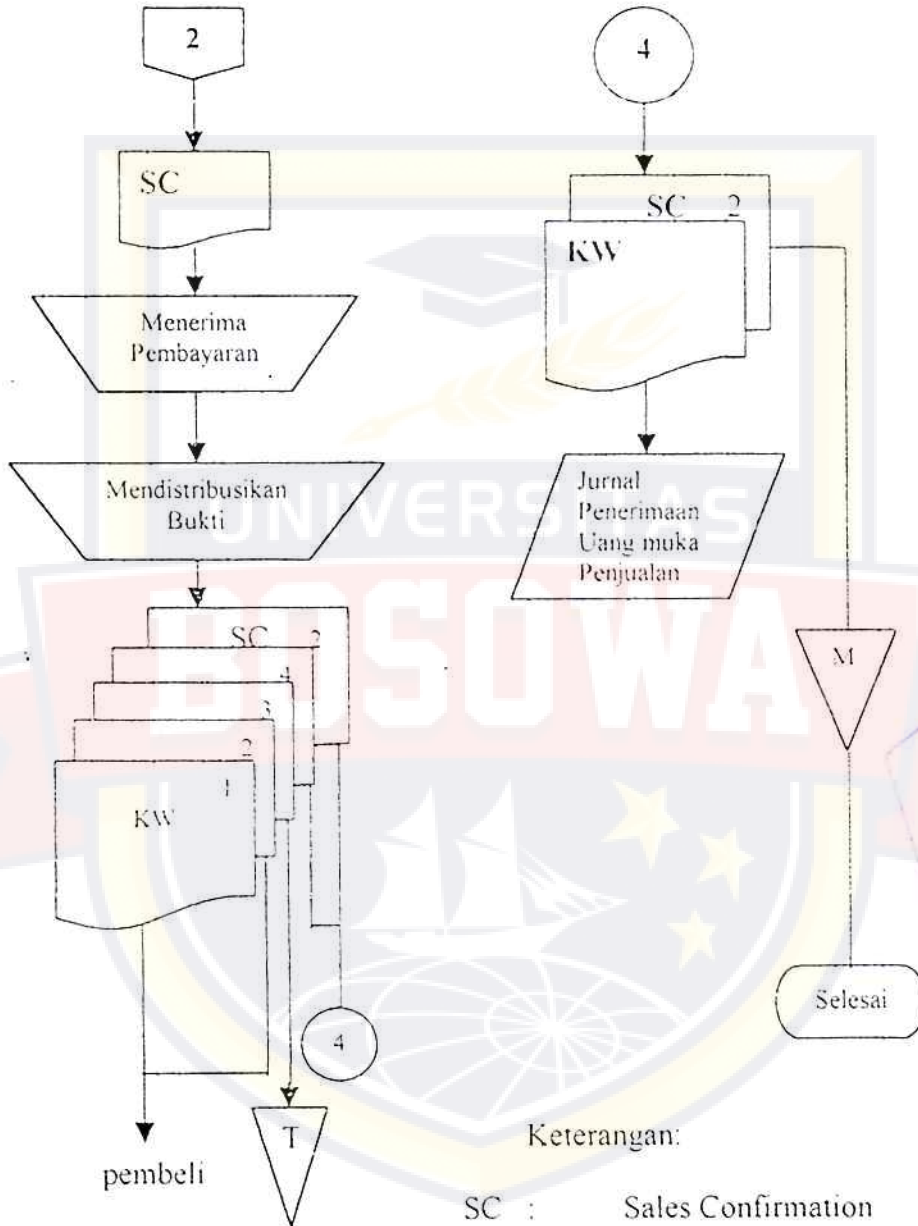 2
SC
Menerima
Pembayaran
Mendistribusikan
Bukti
SC 2
4
3
2
1
KW
4
pembeli
T
4
SC 2
KW
Jurnal
Penerimaan
Uang muka
Penjualan
M
Selesai
Keterangan:
SC : Sales Confirmation
UNIVERSITAS
BOSOWA